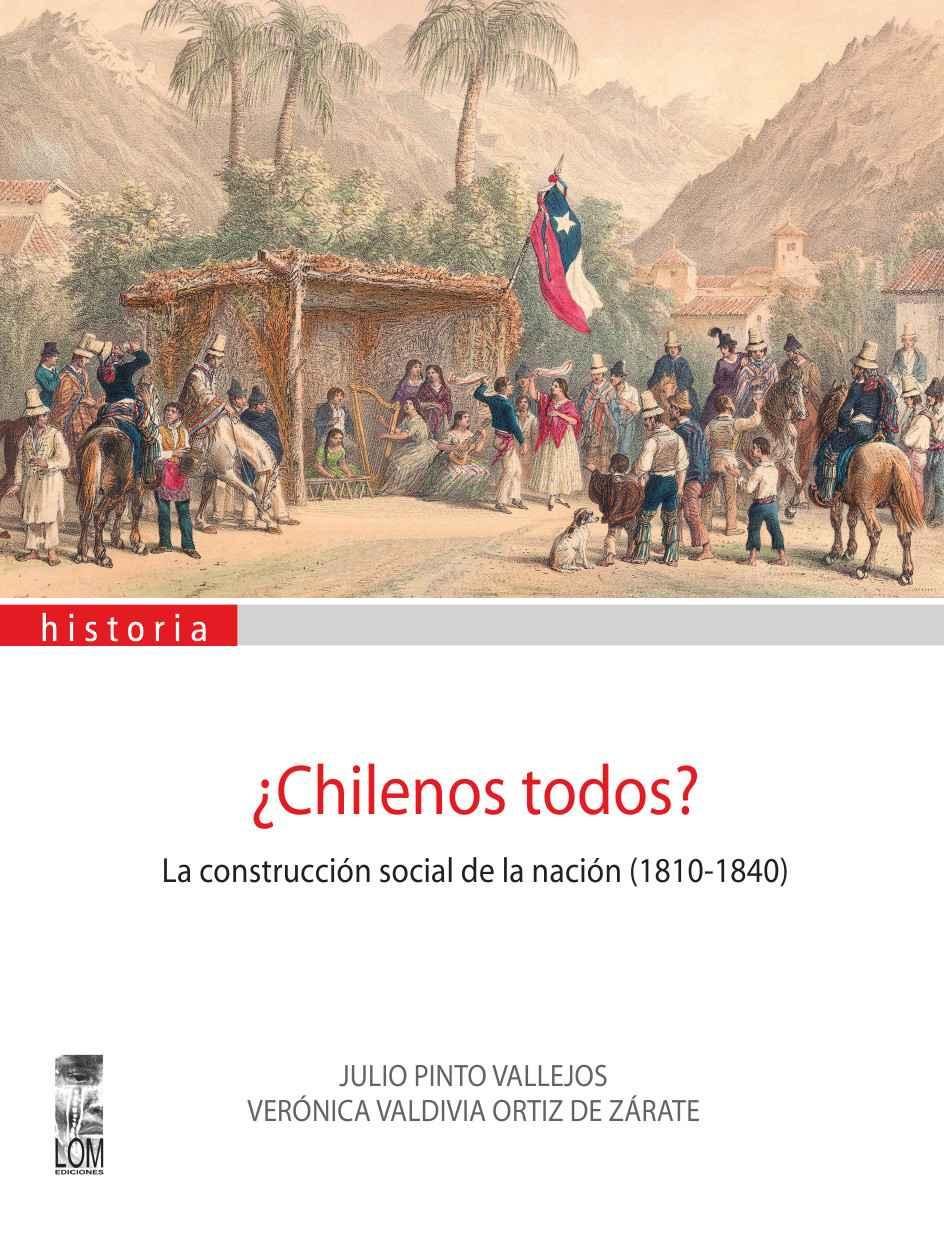 historia
¿Chilenos todos?
La construcción social de la nación (1810-1840)
JULIO PINTO VALLEJOS
VERÓNICA VALDIVIA ORTIZ DE ZÁRATE
LOM
EDICIONES